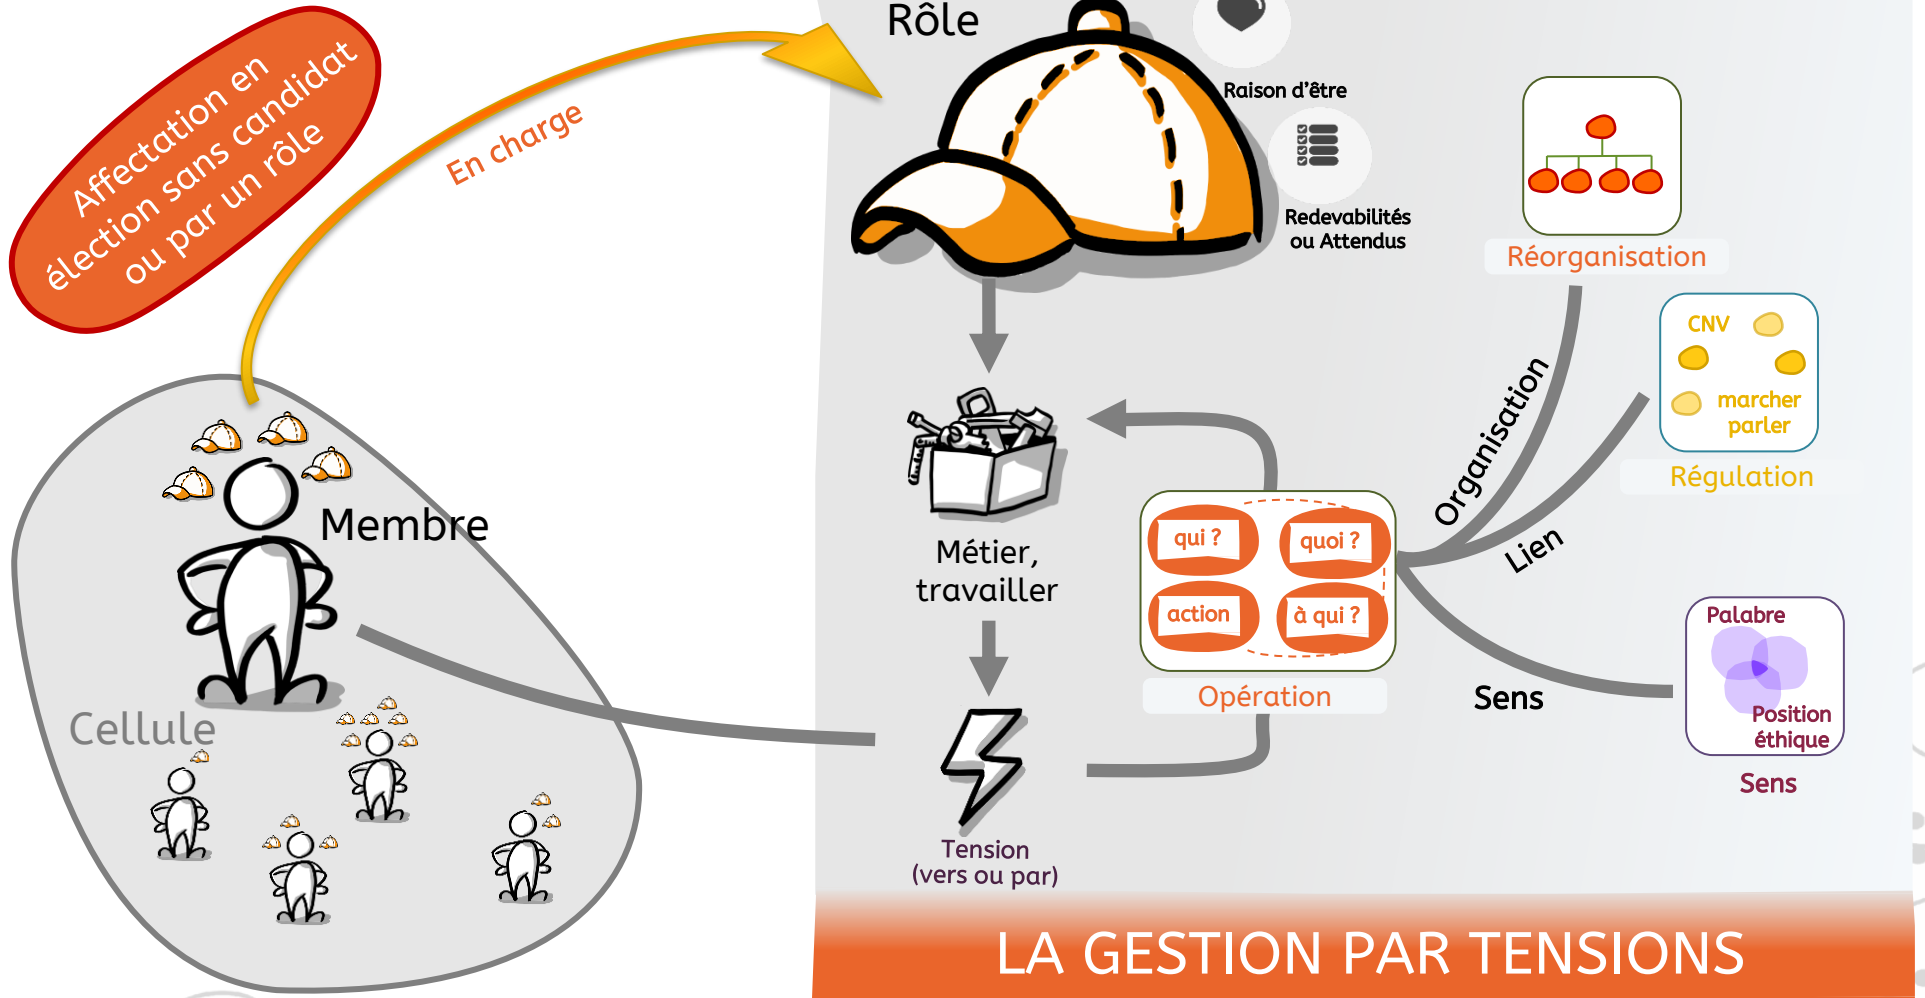 Affectation en
élection sans candidat
ou par un rôle
En charge
Rôle
Raison d'être
Redevabilités
ou Attendus
Réorganisation
CNV
marcher
parler
Régulation
Organisation
Lien
Sens
Palabre
Position
éthique
Sens
Membre
Cellule
Métier,
travailler
qui ?
quoi ?
action
à qui ?
Opération
Tension
(vers ou par)
LA GESTION PAR TENSIONS